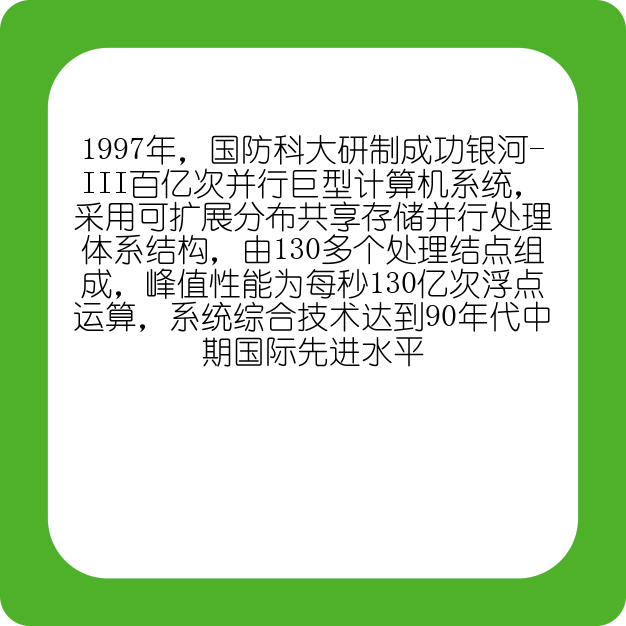 1997年，国防科大研制成功银河-
III百亿次并行巨型计算机系统，
采用可扩展分布共享存储并行处理
体系结构，由130多个处理结点组
成，峰值性能为每秒130亿次浮点
运算，系统综合技术达到90年代中
期国际先进水平